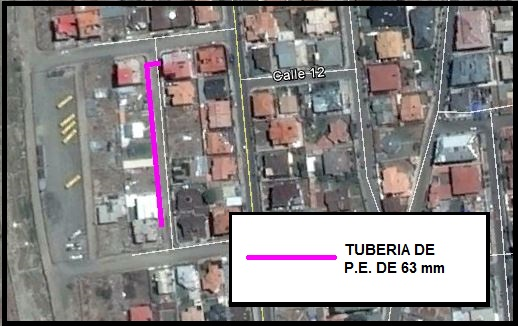 Calle 12
TUBERIA DE
P.E. DE 63 mm